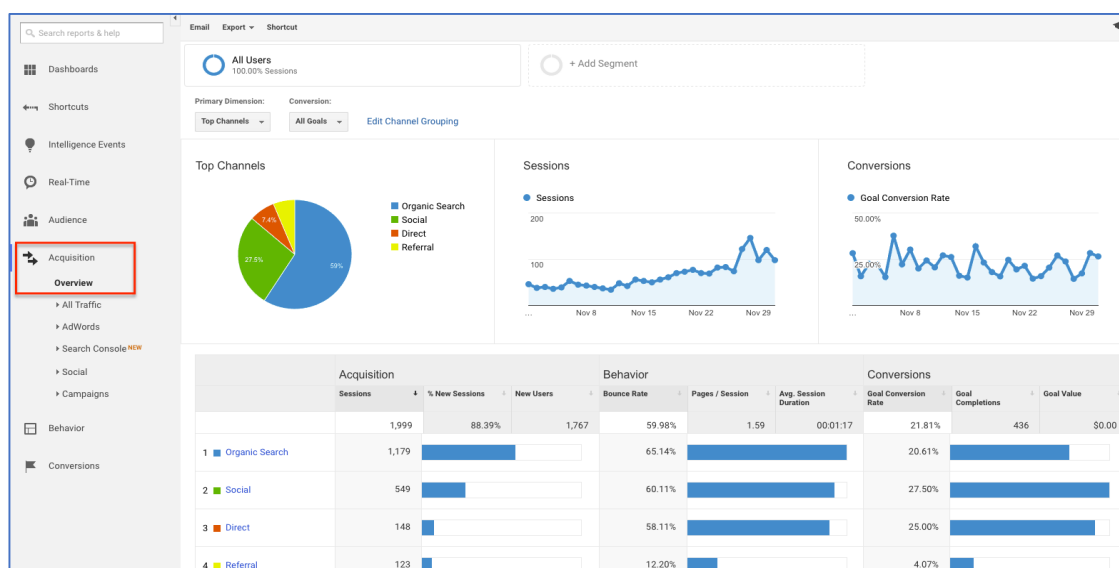 Search reports & help
Dashboards
Shortcuts
Intelligence Events
Real-Time
Audience
Acquisition
Overview
All Traffic
AdWords
Search Console NEW
Social
Campaigns
Behavior
Conversions
Email Export Shortcut
All Users
100.00% Sessions
+ Add Segment
Primary Dimension: Conversion:
Top Channels All Goals Edit Channel Grouping
Top Channels
7.4%
27.5%
59%
Organic Search
Social
Direct
Referral
Sessions
Sessions
200
100
... Nov 8 Nov 15 Nov 22 Nov 29
Conversions
Goal Conversion Rate
50.00%
25.00%
... Nov 8 Nov 15 Nov 22 Nov 29
Acquisition Behavior Conversions
Sessions % New Sessions New Users Bounce Rate Pages / Session Avg. Session Duration Goal Conversion Rate Goal Completions Goal Value
1,999 88.39% 1,767 59.98% 1.59 00:01:17 21.81% 436 $0.00
1 Organic Search 1,179 65.14% 20.61%
2 Social 549 60.11% 27.50%
3 Direct 148 58.11% 25.00%
4 Referral 123 12.20% 4.07%